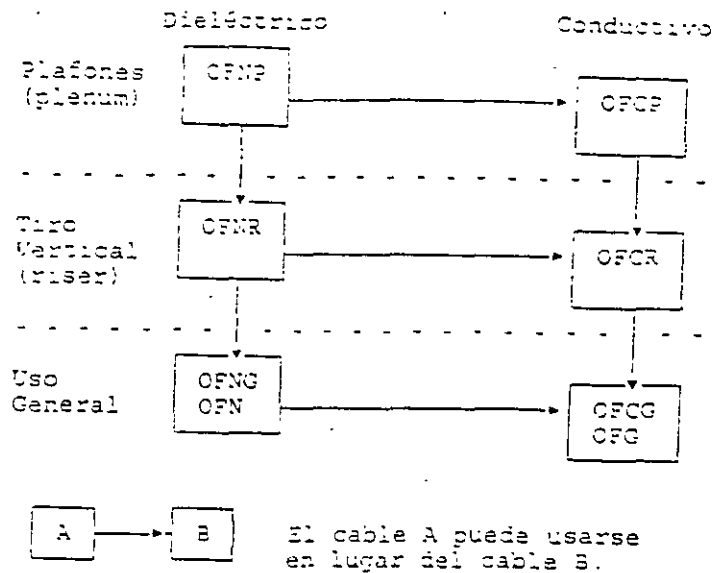 Dieléctrico
Conductivo
Plafones
(plenum)
OFNP
OFCP
Tiro
Vertical
(riser)
OFNR
OFCR
Uso
General
OFNG
OFN
OFCG
OFG
A
B
El cable A puede usarse
en lugar del cable B.